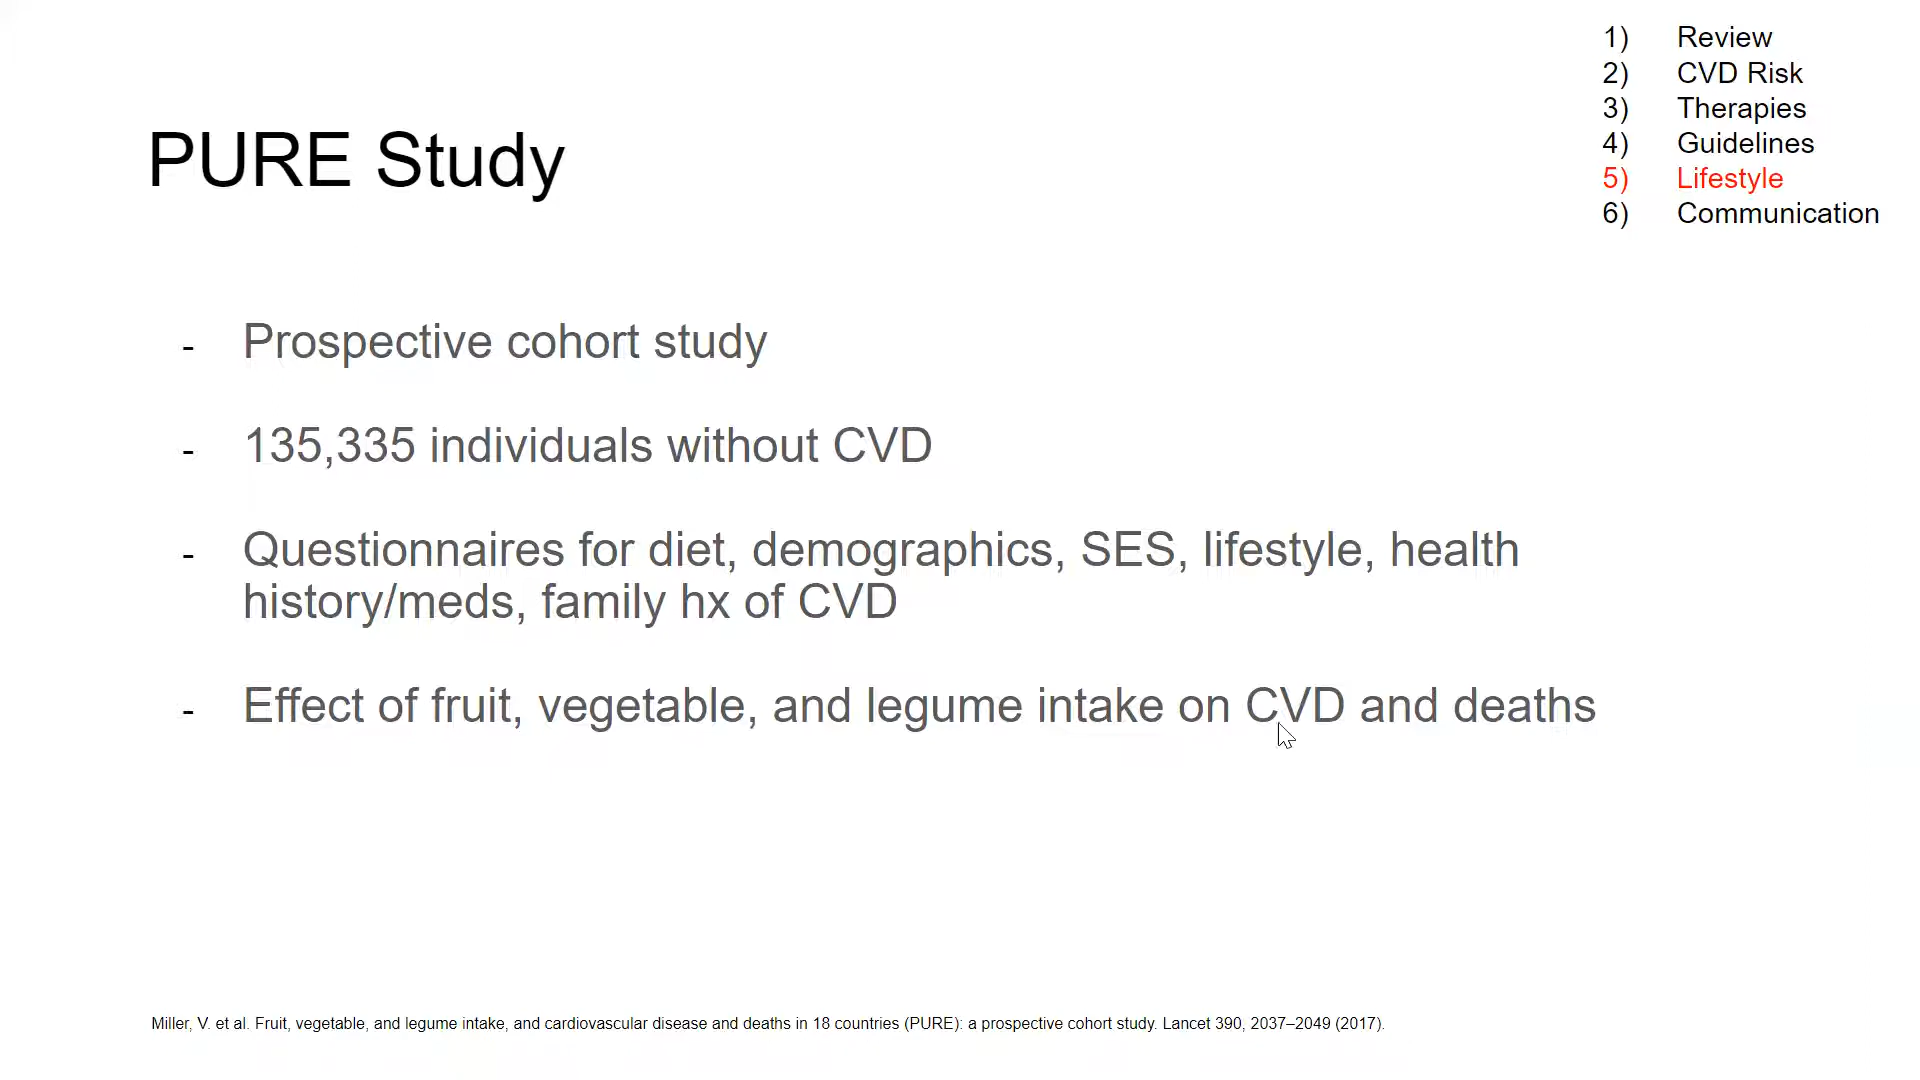 1) Review
2) CVD Risk
3) Therapies
4) Guidelines
5) Lifestyle
6) Communication
PURE Study
- Prospective cohort study
- 135,335 individuals without CVD
- Questionnaires for diet, demographics, SES, lifestyle, health
history/meds, family hx of CVD
- Effect of fruit, vegetable, and legume intake on CVD and deaths
Miller, V. et al. Fruit, vegetable, and legume intake, and cardiovascular disease and deaths in 18 countries (PURE): a prospective cohort study. Lancet 390, 2037–2049 (2017).